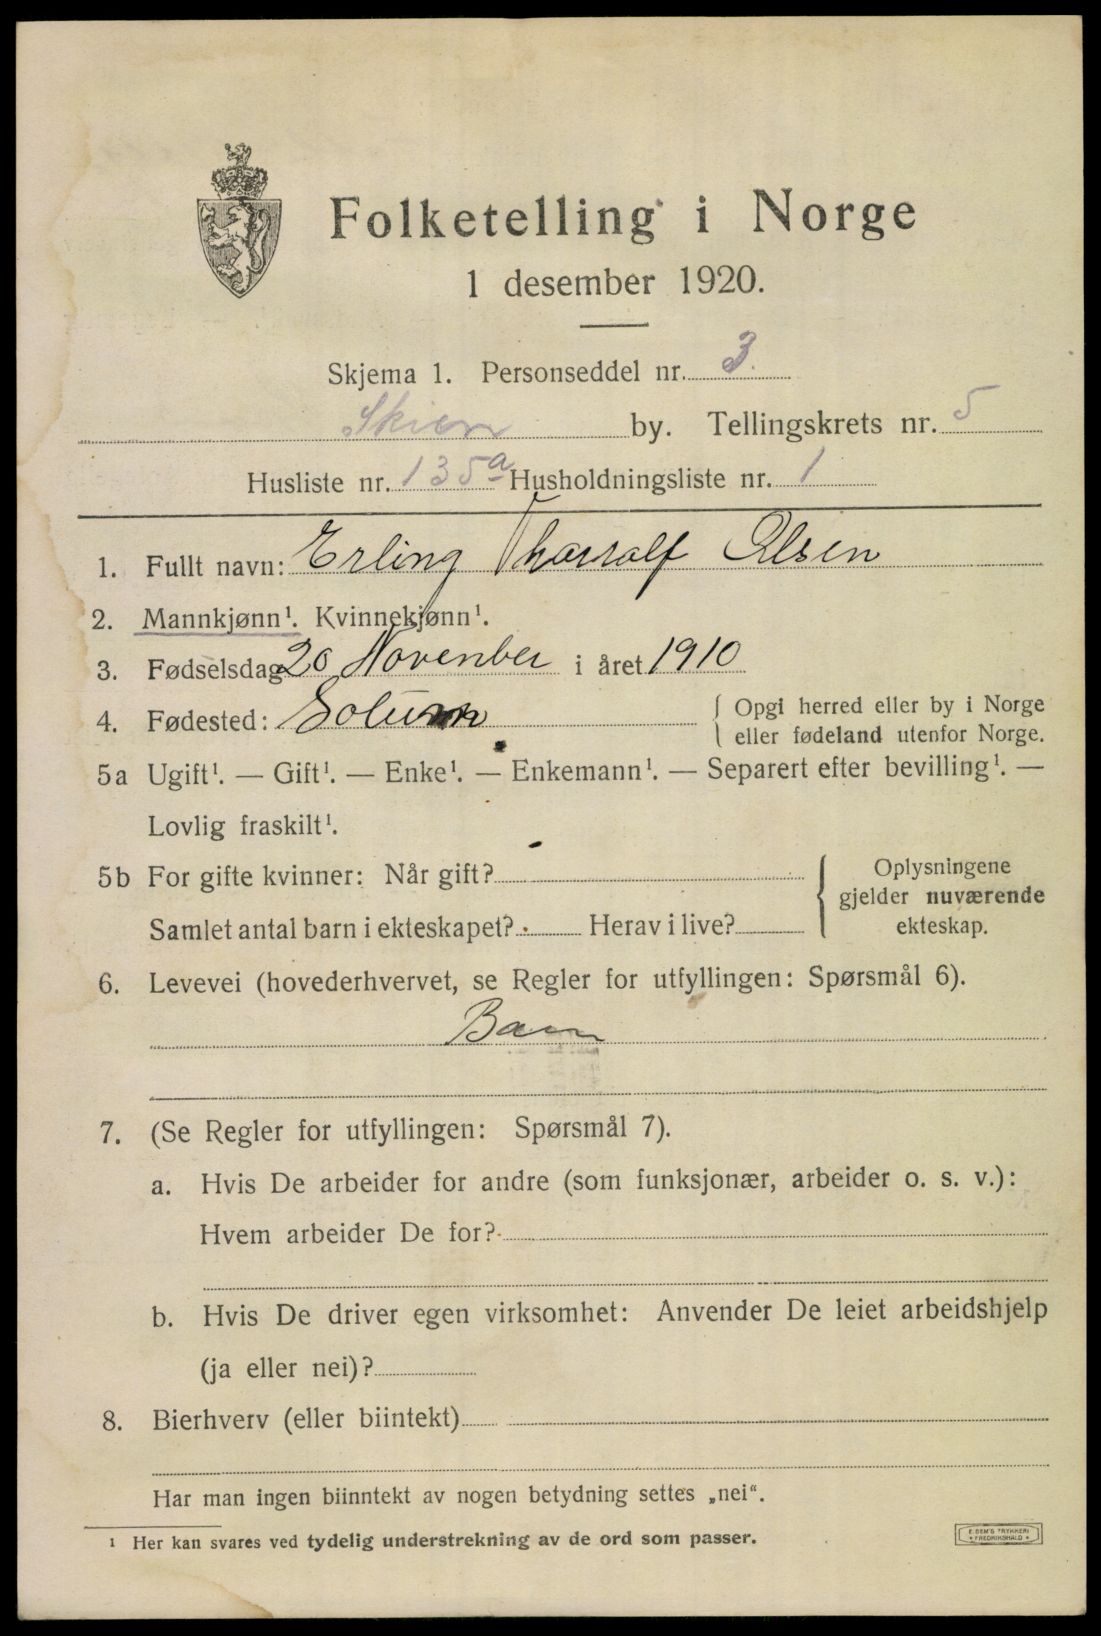 Folketelling i Norge
1 desember 1920.
Skjema 1. Personseddel nr. 3.
Skien by. Tellingskrets nr. 5
Husliste nr. 135a Husholdningsliste nr. 1
1. Fullt navn: Erling Thorralf Olsen
2. Mannkjønn¹. Kvinnekjønn¹.
3. Fødselsdag 20 November i året 1910
4. Fødested: Solum { Opgi herred eller by i Norge
eller fødeland utenfor Norge.
5a Ugift¹. — Gift¹. — Enke¹. — Enkemann¹. — Separert efter bevilling¹. —
Lovlig fraskilt¹.
5b For gifte kvinner: Når gift? { Oplysningene
gjelder nuværende
Samlet antal barn i ekteskapet? Herav i live? ekteskap.
6. Levevei (hovederhvervet, se Regler for utfyllingen: Spørsmål 6).
Barn
7. (Se Regler for utfyllingen: Spørsmål 7).
a. Hvis De arbeider for andre (som funksjonær, arbeider o. s. v.):
Hvem arbeider De for?
b. Hvis De driver egen virksomhet: Anvender De leiet arbeidshjelp
(ja eller nei)?
8. Bierhverv (eller biintekt)
Har man ingen biinntekt av nogen betydning settes „nei".
¹ Her kan svares ved tydelig understrekning av de ord som passer.
E. SEM'S TRYKKERI
FREDRIKSHALD